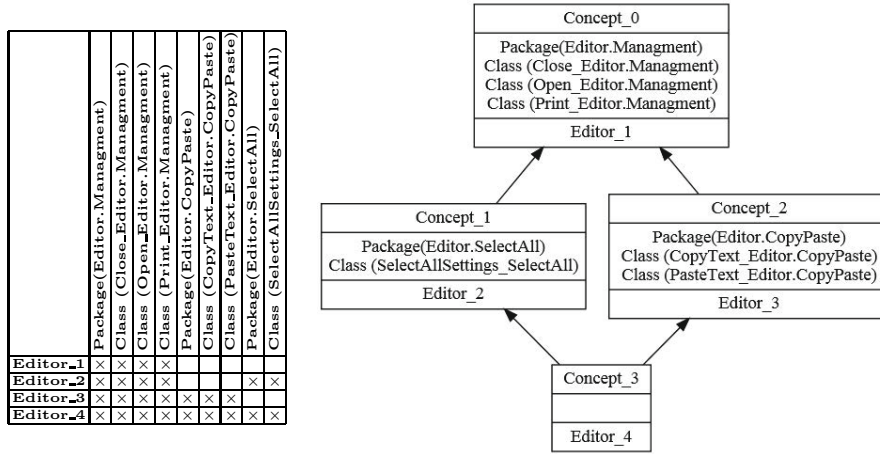 Package(Editor.Managment)
Class (Close_Editor.Managment)
Class (Open_Editor.Managment)
Class (Print_Editor.Managment)
Package(Editor.CopyPaste)
Class (CopyText_Editor.CopyPaste)
Class (PasteText_Editor.CopyPaste)
Package(Editor.SelectAll)
Class (SelectAllSettings_SelectAll)
Editor_1 × × × ×
Editor_2 × × × × × ×
Editor_3 × × × × × × ×
Editor_4 × × × × × × × × ×
Concept_0
Package(Editor.Managment)
Class (Close_Editor.Managment)
Class (Open_Editor.Managment)
Class (Print_Editor.Managment)
Editor_1
Concept_1
Package(Editor.SelectAll)
Class (SelectAllSettings_SelectAll)
Editor_2
Concept_2
Package(Editor.CopyPaste)
Class (CopyText_Editor.CopyPaste)
Class (PasteText_Editor.CopyPaste)
Editor_3
Concept_3
Editor_4